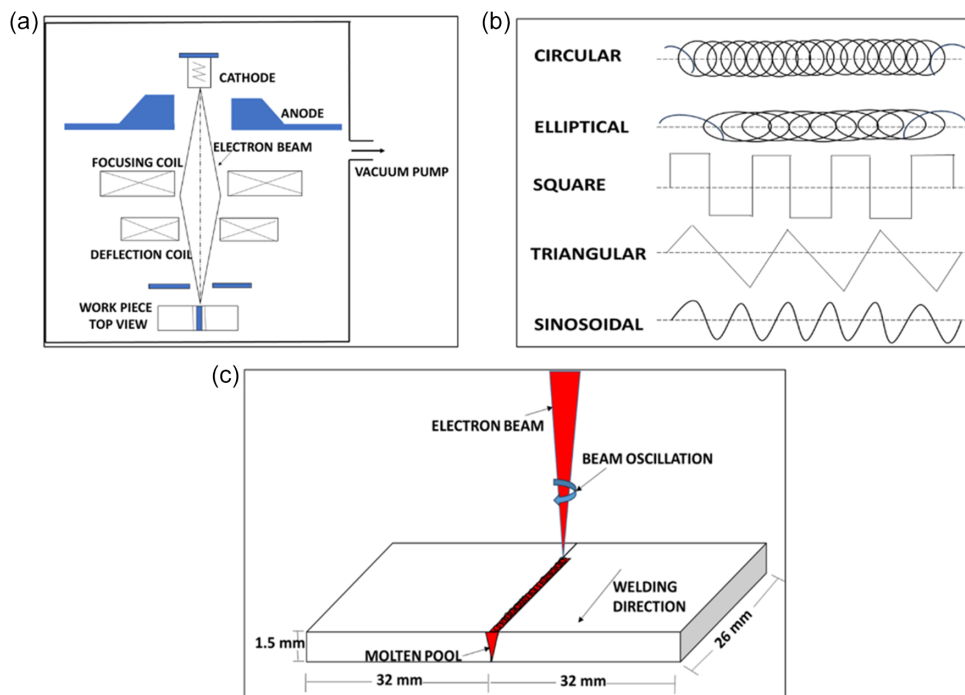 (a)
CATHODE
ANODE
ELECTRON BEAM
FOCUSING COIL
VACUUM PUMP
DEFLECTION COIL
WORK PIECE
TOP VIEW
(b)
CIRCULAR
ELLIPTICAL
SQUARE
TRIANGULAR
SINOSOIDAL
(c)
ELECTRON BEAM
BEAM OSCILLATION
WELDING
DIRECTION
1.5 mm
MOLTEN POOL
26 mm
32 mm
32 mm